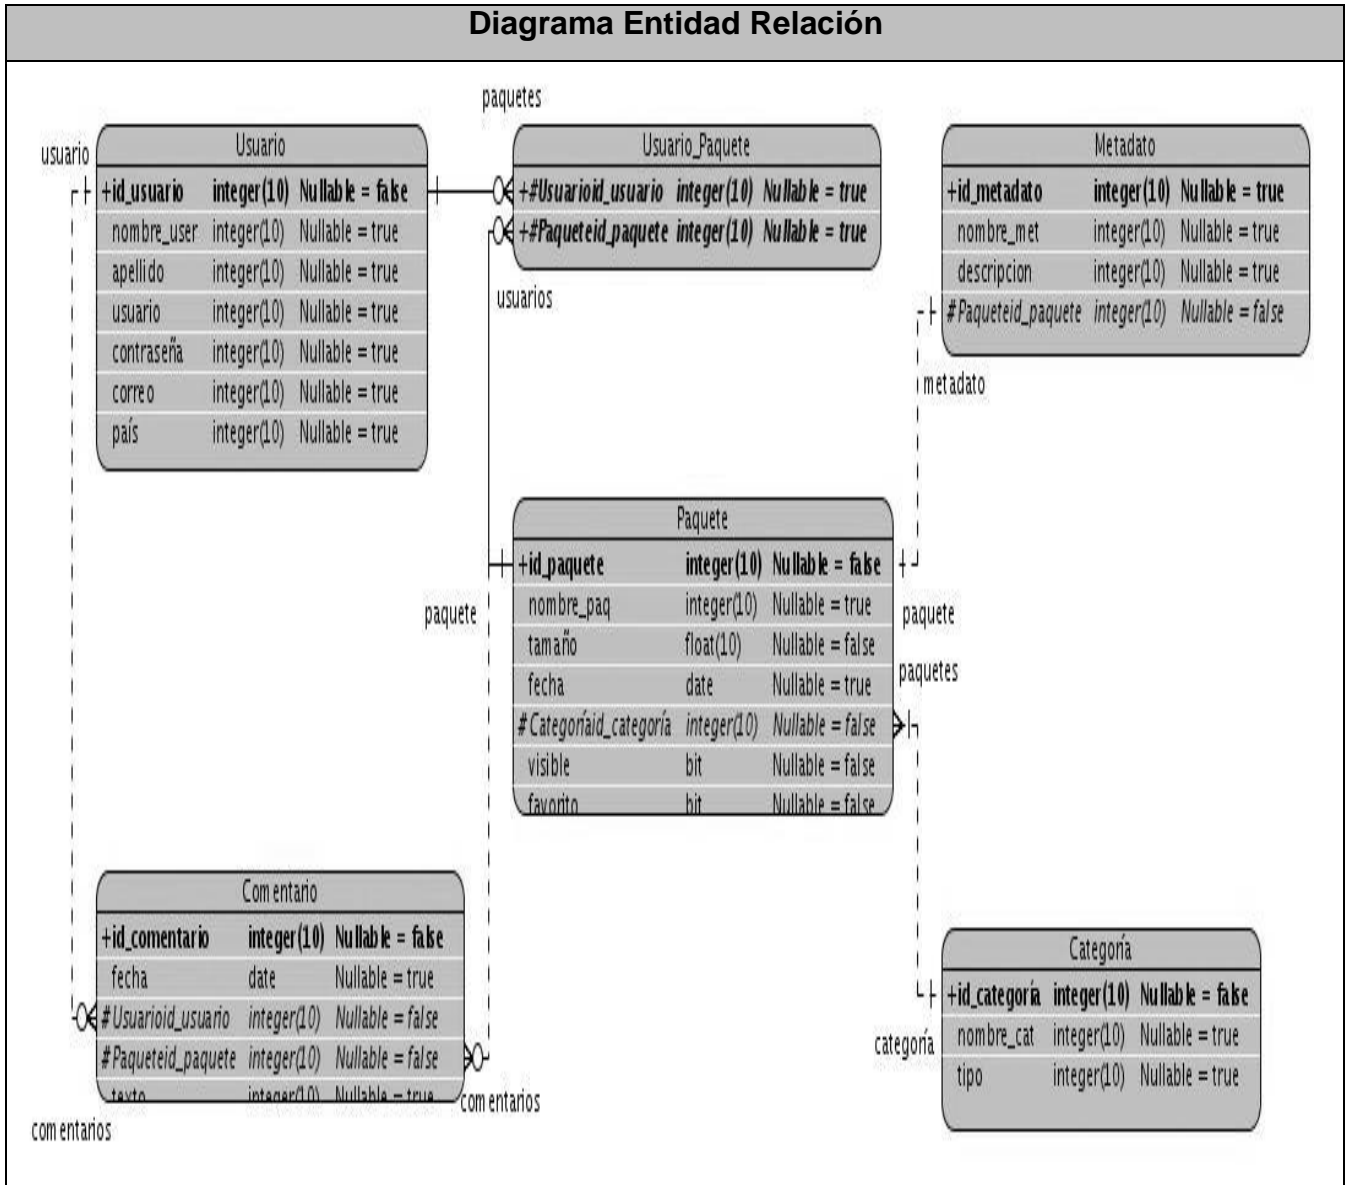 Diagrama Entidad Relación
paquetes
usuario
Usuario
+id_usuario integer(10) Nullable = false
nombre_user integer(10) Nullable = true
apellido integer(10) Nullable = true
usuario integer(10) Nullable = true
contraseña integer(10) Nullable = true
correo integer(10) Nullable = true
país integer(10) Nullable = true
Usuario_Paquete
+#Usuarioid_usuario integer(10) Nullable = true
+#Paqueteid_paquete integer(10) Nullable = true
usuarios
Metadato
+id_metadato integer(10) Nullable = true
nombre_met integer(10) Nullable = true
descripcion integer(10) Nullable = true
#Paqueteid_paquete integer(10) Nullable = false
metadato
Paquete
+id_paquete integer(10) Nullable = false
nombre_paq integer(10) Nullable = true
tamaño float(10) Nullable = false
fecha date Nullable = true
#Categoríaid_categoría integer(10) Nullable = false
visible bit Nullable = false
favorito bit Nullable = false
paquete
paquete
paquetes
Comentario
+id_comentario integer(10) Nullable = false
fecha date Nullable = true
#Usuarioid_usuario integer(10) Nullable = false
#Paqueteid_paquete integer(10) Nullable = false
texto integer(10) Nullable = true
comentarios
comentarios
Categoría
+id_categoría integer(10) Nullable = false
nombre_cat integer(10) Nullable = true
tipo integer(10) Nullable = true
categoría